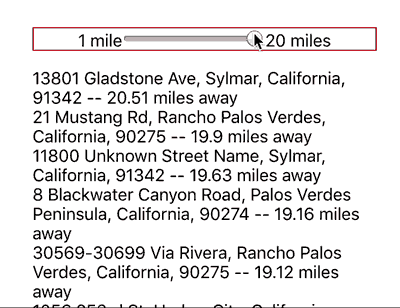 1 mile 20 miles
13801 Gladstone Ave, Sylmar, California,
91342 -- 20.51 miles away
21 Mustang Rd, Rancho Palos Verdes,
California, 90275 -- 19.9 miles away
11800 Unknown Street Name, Sylmar,
California, 91342 -- 19.63 miles away
8 Blackwater Canyon Road, Palos Verdes
Peninsula, California, 90274 -- 19.16 miles
away
30569-30699 Via Rivera, Rancho Palos
Verdes, California, 90275 -- 19.12 miles
away